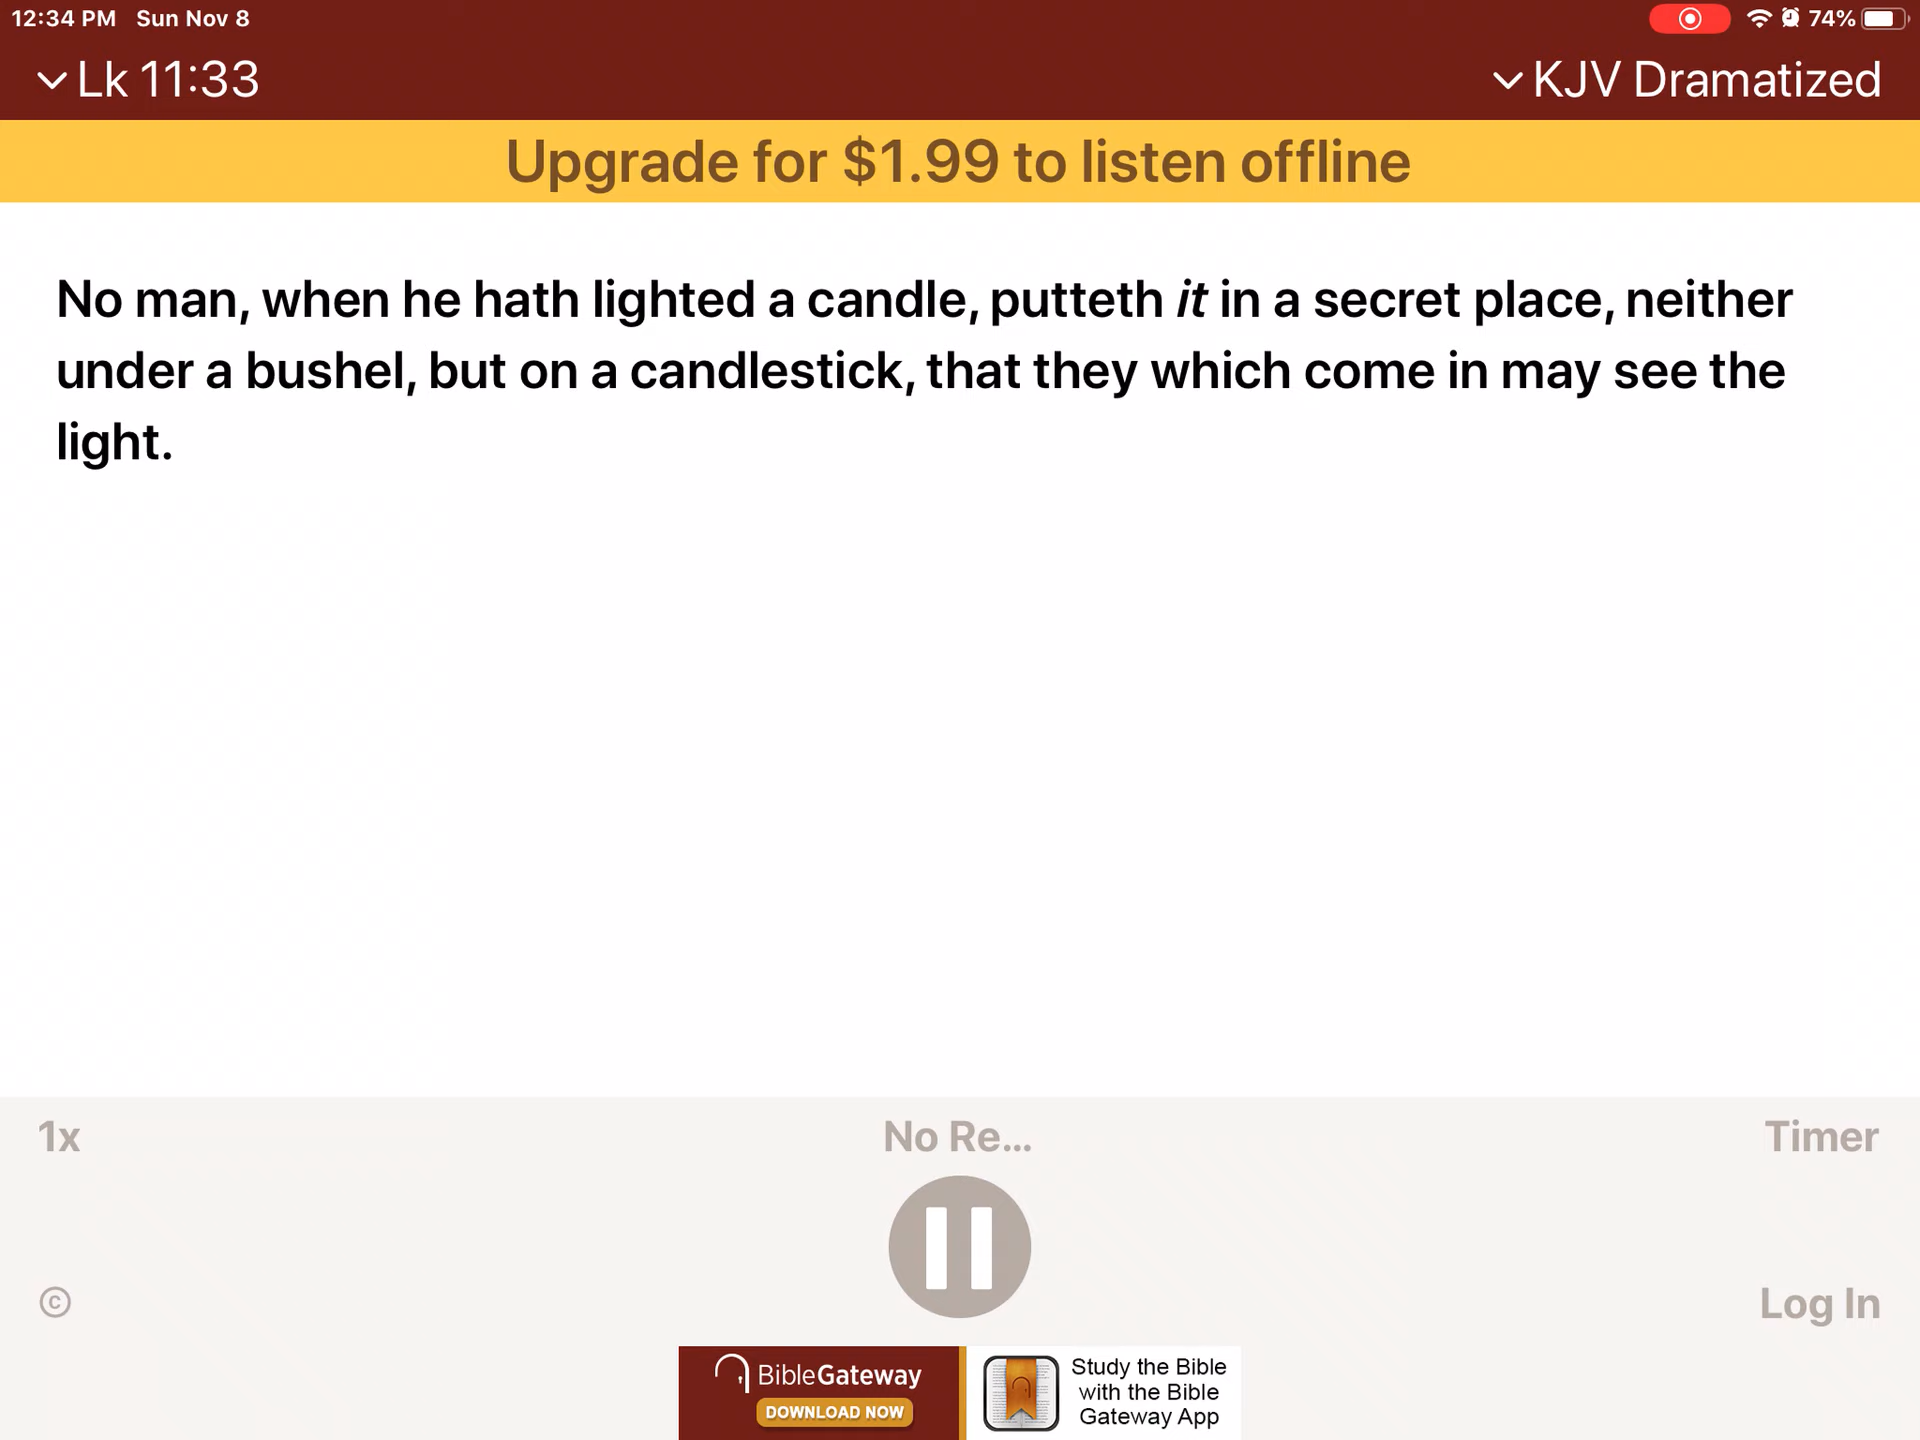 12:34 PM Sun Nov 8 74%
Lk 11:33 KJV Dramatized
Upgrade for $1.99 to listen offline
No man, when he hath lighted a candle, putteth it in a secret place, neither
under a bushel, but on a candlestick, that they which come in may see the
light.
1x No Re... Timer
© Log In
BibleGateway
DOWNLOAD NOW
Study the Bible
with the Bible
Gateway App